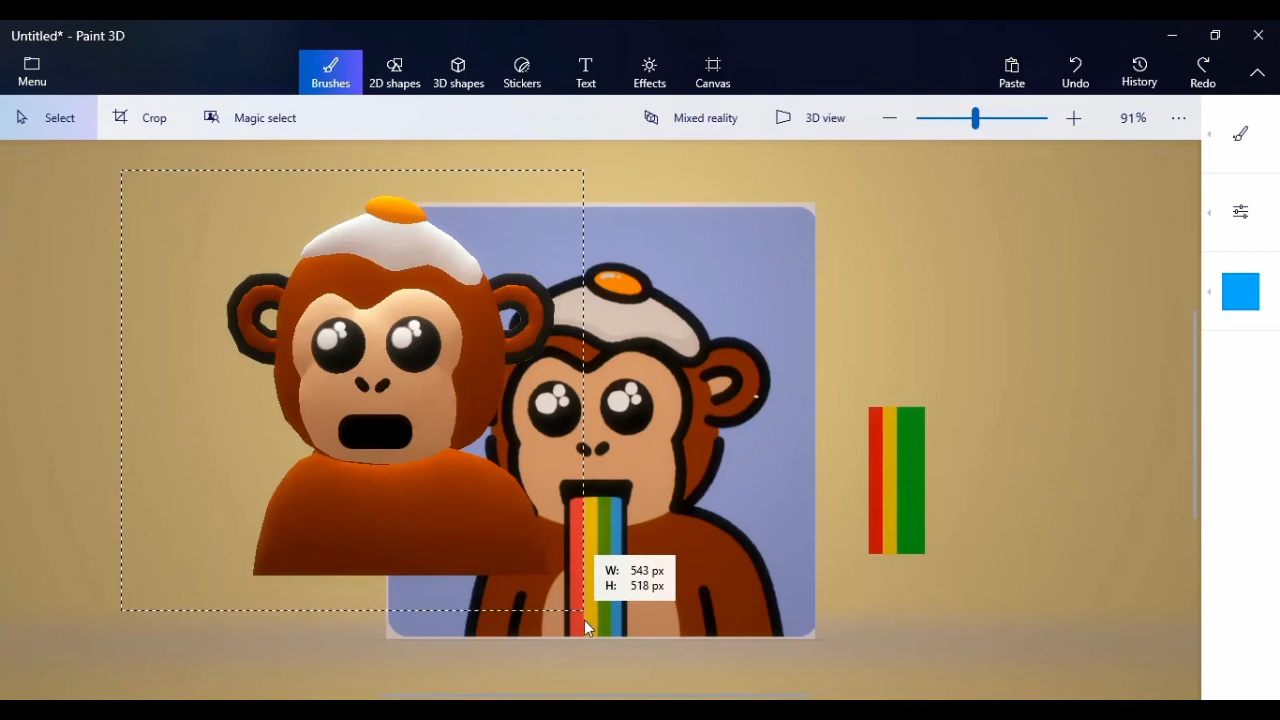 Untitled* - Paint 3D
Menu
Brushes
2D shapes
3D shapes
Stickers
Text
Effects
Canvas
Paste
Undo
History
Redo
Select
Crop
Magic select
Mixed reality
3D view
91%
W: 543 px
H: 518 px